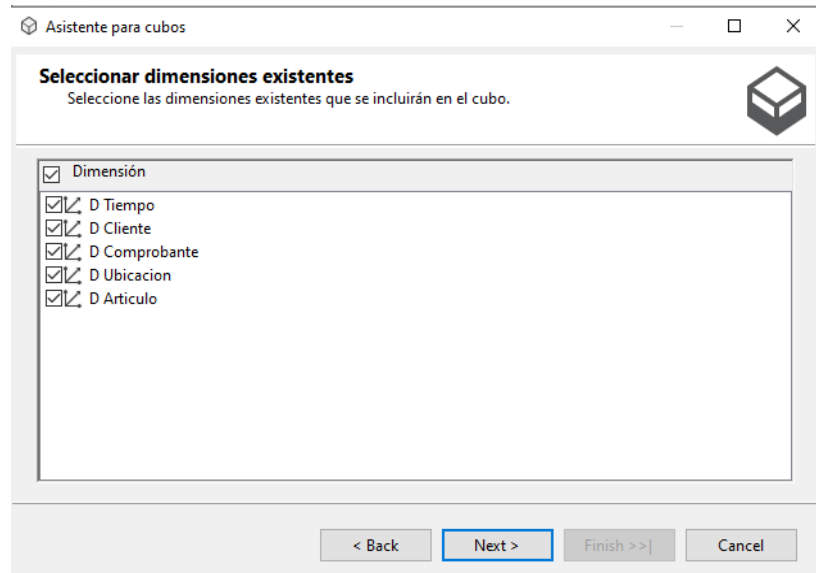 Asistente para cubos
Seleccionar dimensiones existentes
Seleccione las dimensiones existentes que se incluirán en el cubo.
Dimensión
D Tiempo
D Cliente
D Comprobante
D Ubicacion
D Articulo
< Back Next > Finish >>| Cancel